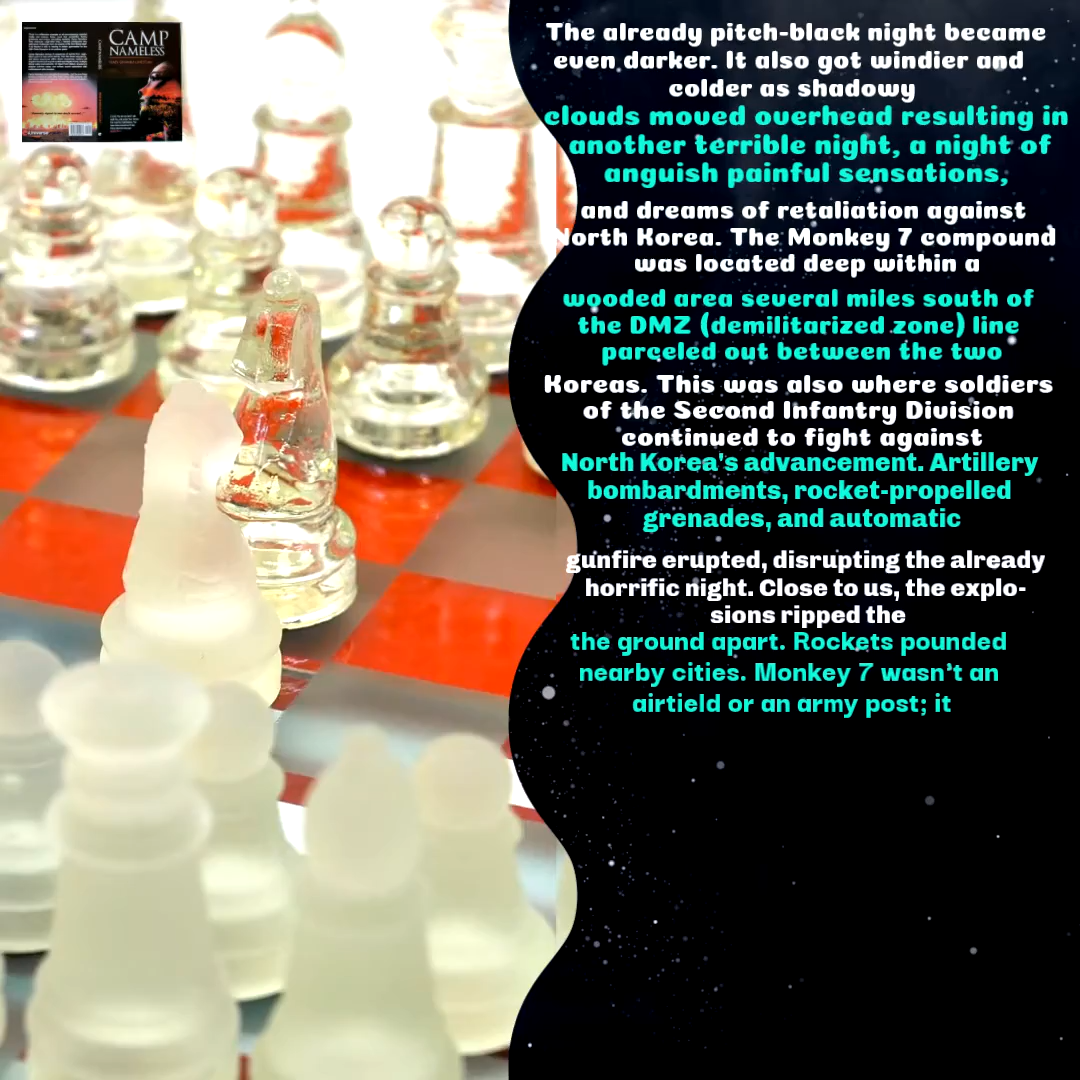 CAMP
NAMELESS
The already pitch-black night became
even darker. It also got windier and
colder as shadowy
clouds moved overhead resulting in
another terrible night, a night of
anguish painful sensations,
and dreams of retaliation against
North Korea. The Monkey 7 compound
was located deep within a
wooded area several miles south of
the DMZ (demilitarized zone) line
parceled out between the two
Koreas. This was also where soldiers
of the Second Infantry Division
continued to fight against
North Korea's advancement. Artillery
bombardments, rocket-propelled
grenades, and automatic
gunfire erupted, disrupting the already
horrific night. Close to us, the explo-
sions ripped the
the ground apart. Rockets pounded
nearby cities. Monkey 7 wasn't an
airtield or an army post; it